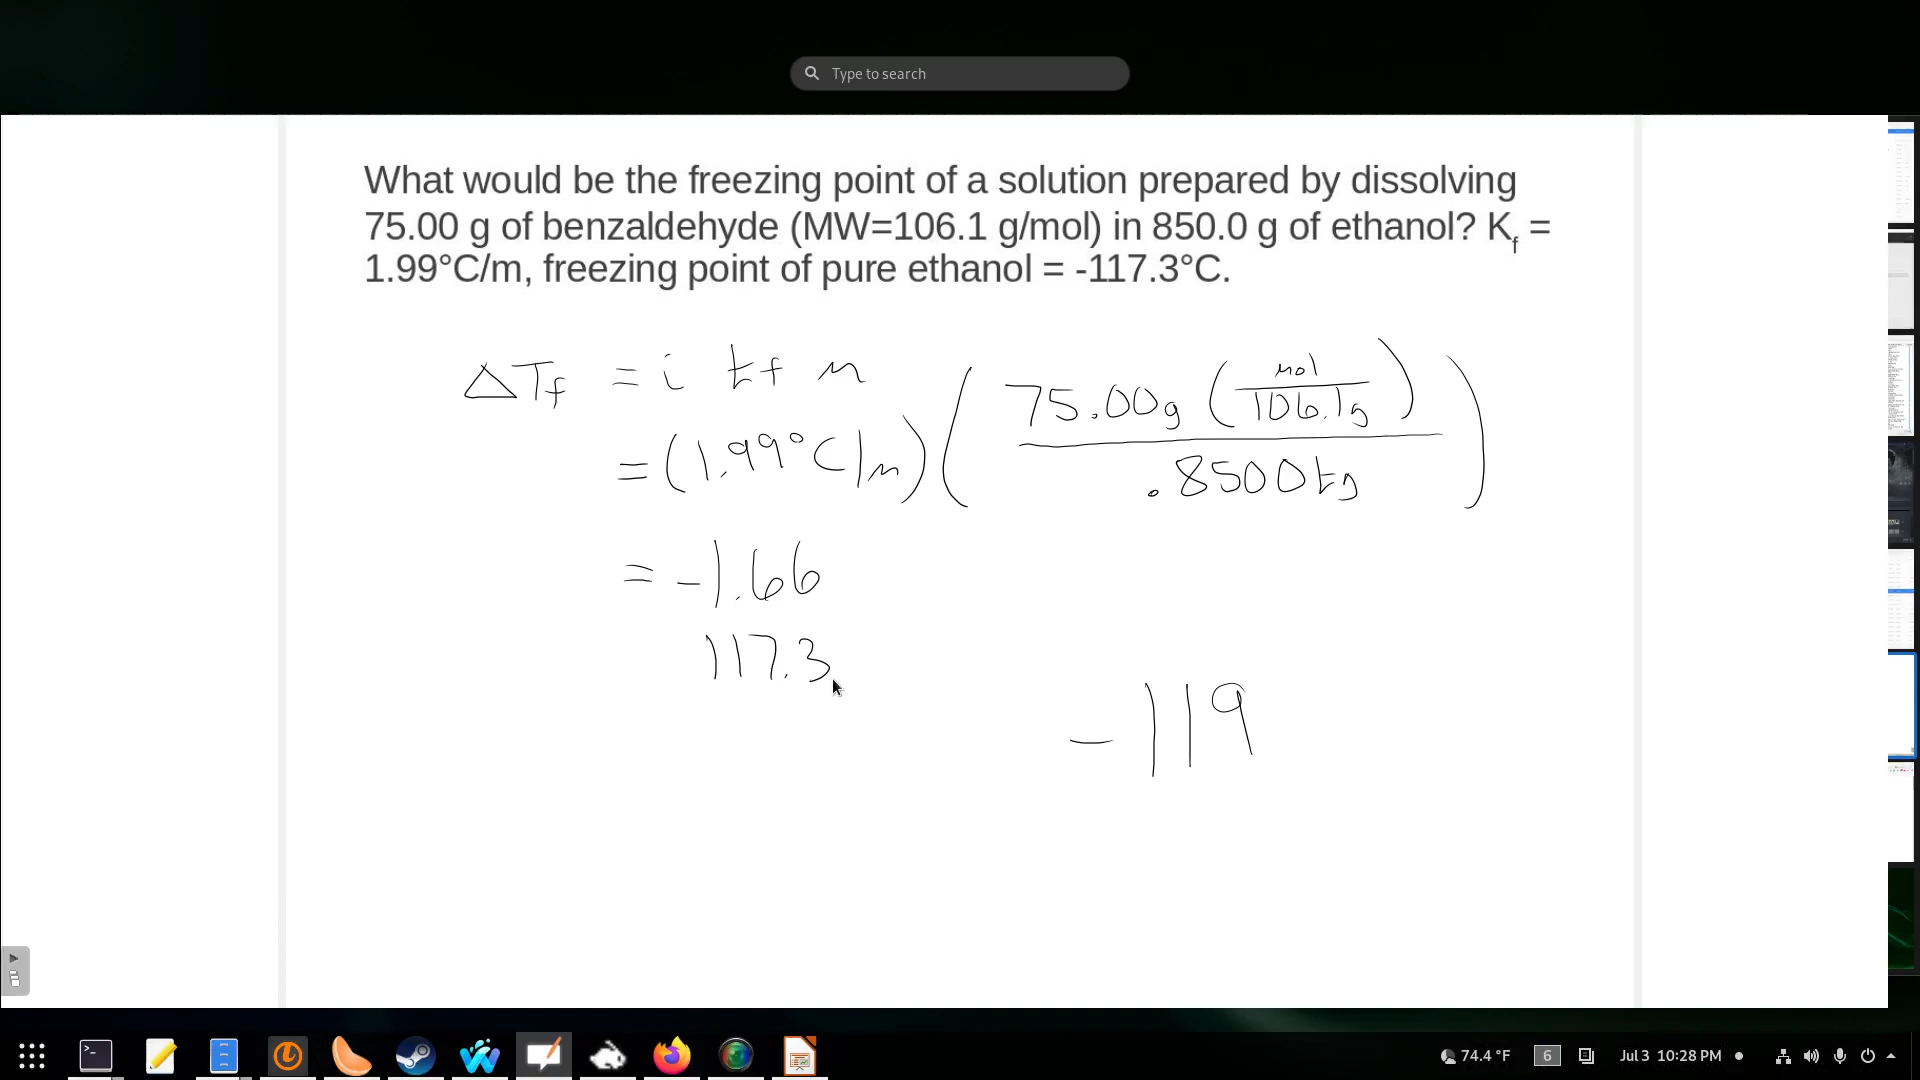 Type to search
What would be the freezing point of a solution prepared by dissolving
75.00 g of benzaldehyde (MW=106.1 g/mol) in 850.0 g of ethanol? Kf =
1.99°C/m, freezing point of pure ethanol = -117.3°C.
ΔTf = i kf m
= (1.99°C/m) (75.00g (mol/106.1g) / .8500kg)
= -1.66
117.3
-119
74.4 °F
6
Jul 3 10:28 PM